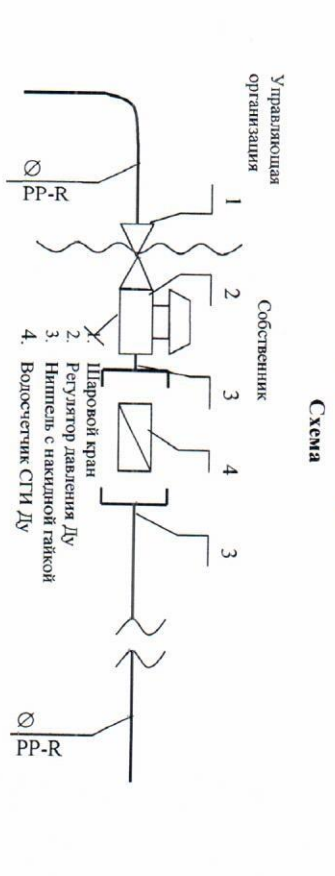 Схема
Управляющая
организация
Собственник
1
2
3
4
3
Ø
PP-R
Ø
PP-R
1. Шаровой кран
2. Регулятор давления Ду
3. Ниппель с накидной гайкой
4. Водосчетчик СГИ Ду